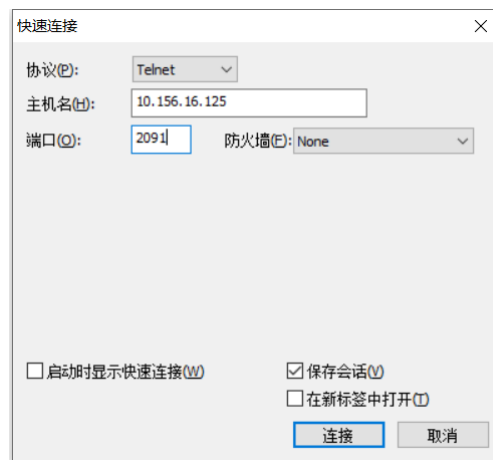 快速连接
协议(P): Telnet
主机名(H): 10.156.16.125
端口(O): 2091 防火墙(F): None
启动时显示快速连接(W) 保存会话(V)
在新标签中打开(T)
连接 取消